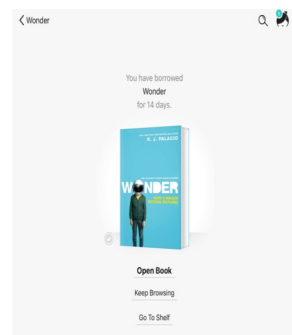 Wonder
You have borrowed
Wonder
for 14 days.
R. J. PALACIO
WONDER
Open Book
Keep Browsing
Go To Shelf